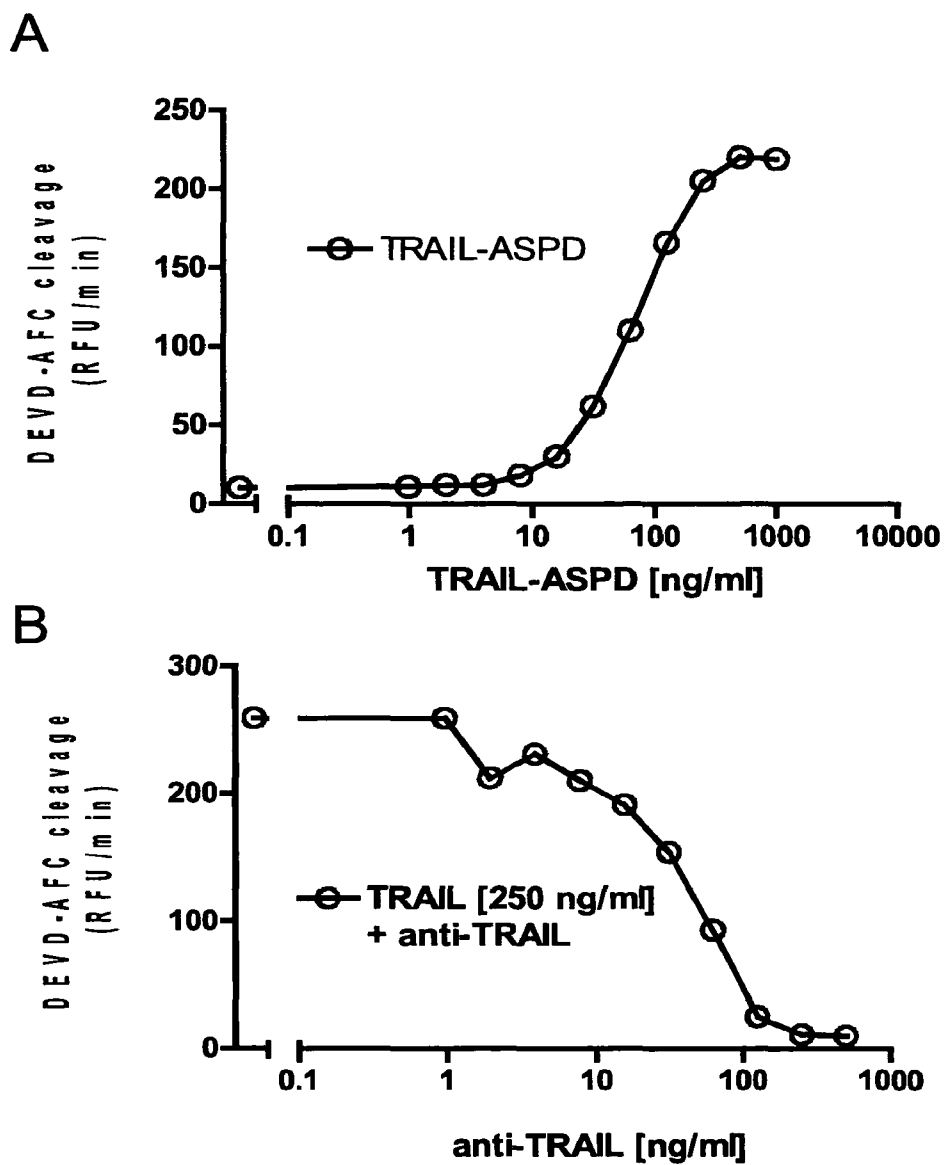 A
DEVD-AFC cleavage
(RFU/min)
250
200
150
100
50
0
TRAIL-ASPD
0.1 1 10 100 1000 10000
TRAIL-ASPD [ng/ml]
B
DEVD-AFC cleavage
(RFU/min)
300
200
100
0
TRAIL [250 ng/ml]
+ anti-TRAIL
0.1 1 10 100 1000
anti-TRAIL [ng/ml]